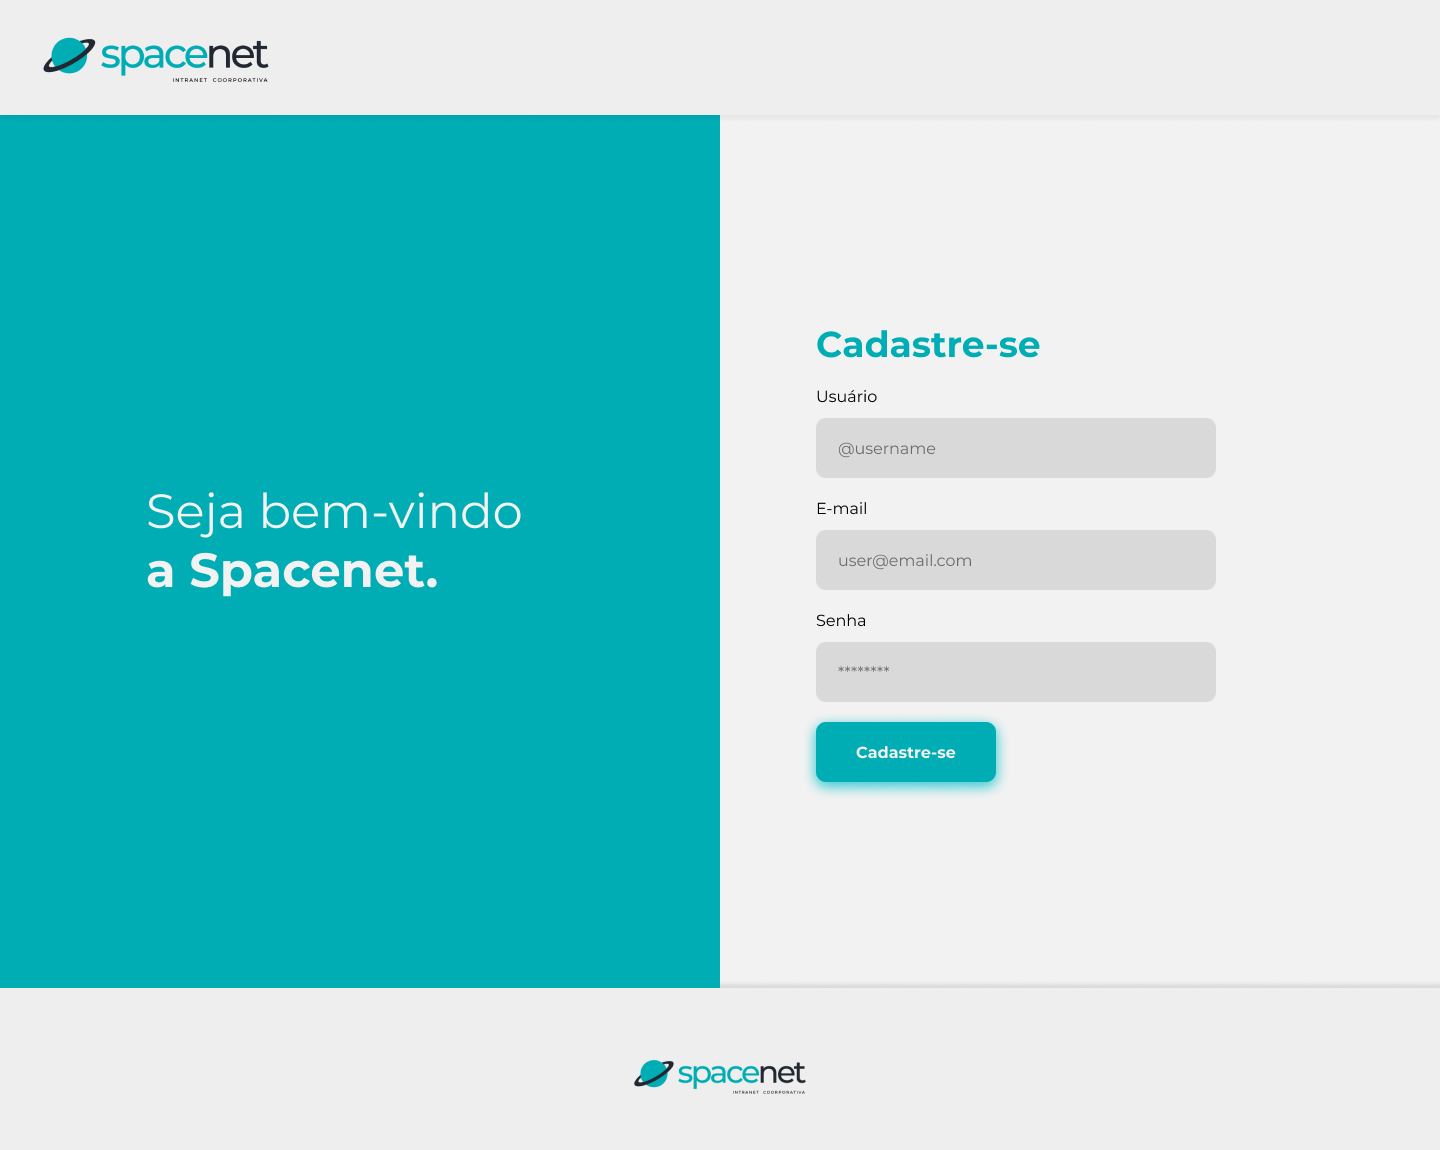 spacenet
INTRANET COORPORATIVA
Seja bem-vindo
a Spacenet.
Cadastre-se
Usuário
@username
E-mail
user@email.com
Senha
********
Cadastre-se
spacenet
INTRANET COORPORATIVA